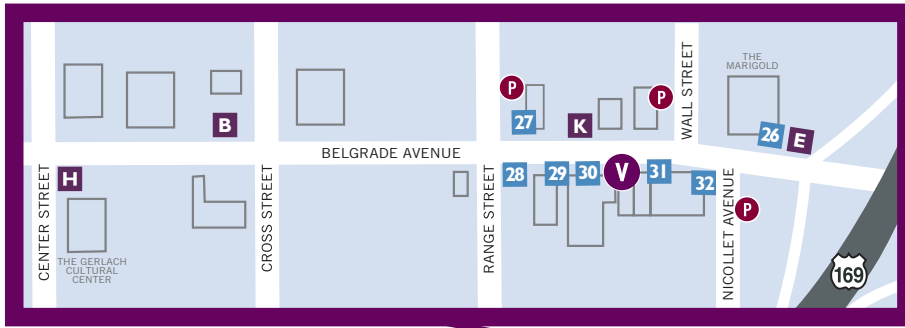 THE
MARIGOLD
WALL STREET
P
P
27
B
K
26
E
BELGRADE AVENUE
H
28
29
30
V
31
32
P
CENTER STREET
CROSS STREET
RANGE STREET
NICOLLET AVENUE
THE GERLACH
CULTURAL
CENTER
169